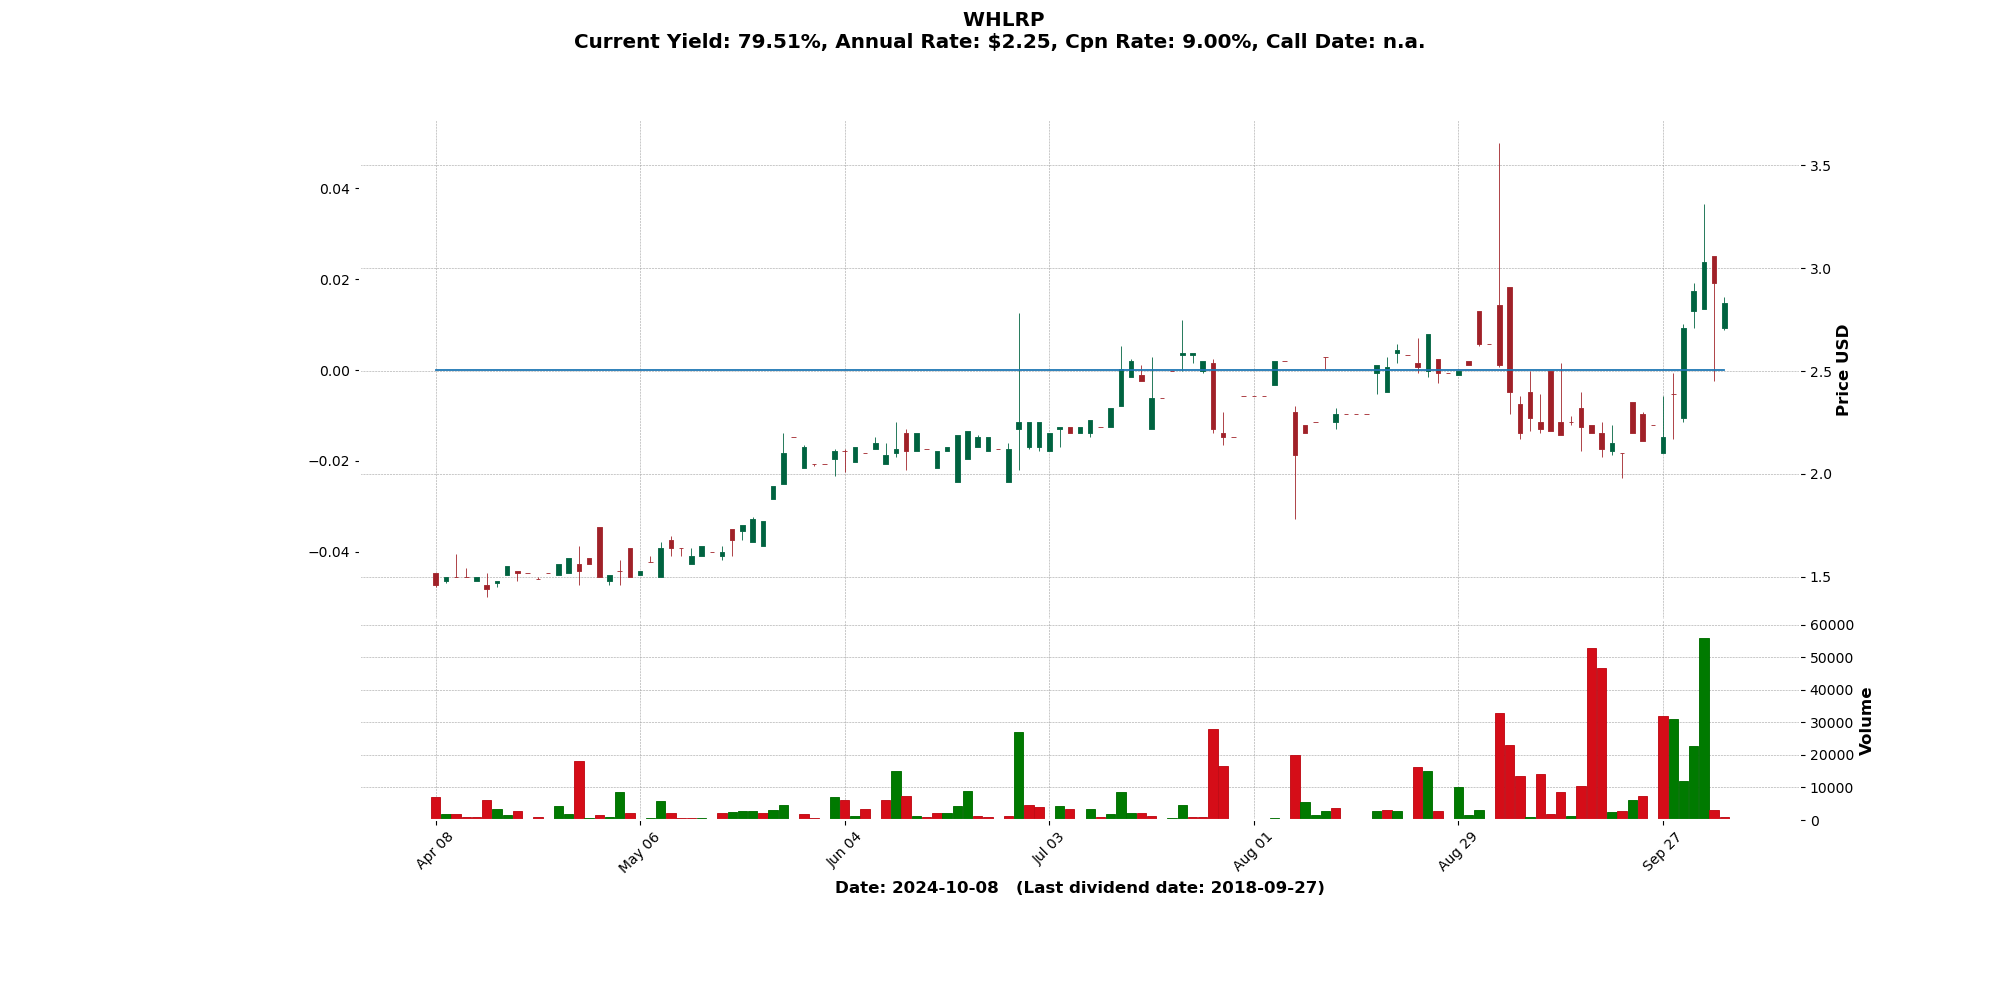 WHLRP
Current Yield: 79.51%, Annual Rate: $2.25, Cpn Rate: 9.00%, Call Date: n.a.
0.04
0.02
0.00
−0.02
−0.04
3.5
3.0
2.5
2.0
1.5
Price USD
60000
50000
40000
30000
20000
10000
0
Volume
Apr 08
May 06
Jun 04
Jul 03
Aug 01
Aug 29
Sep 27
Date: 2024-10-08   (Last dividend date: 2018-09-27)